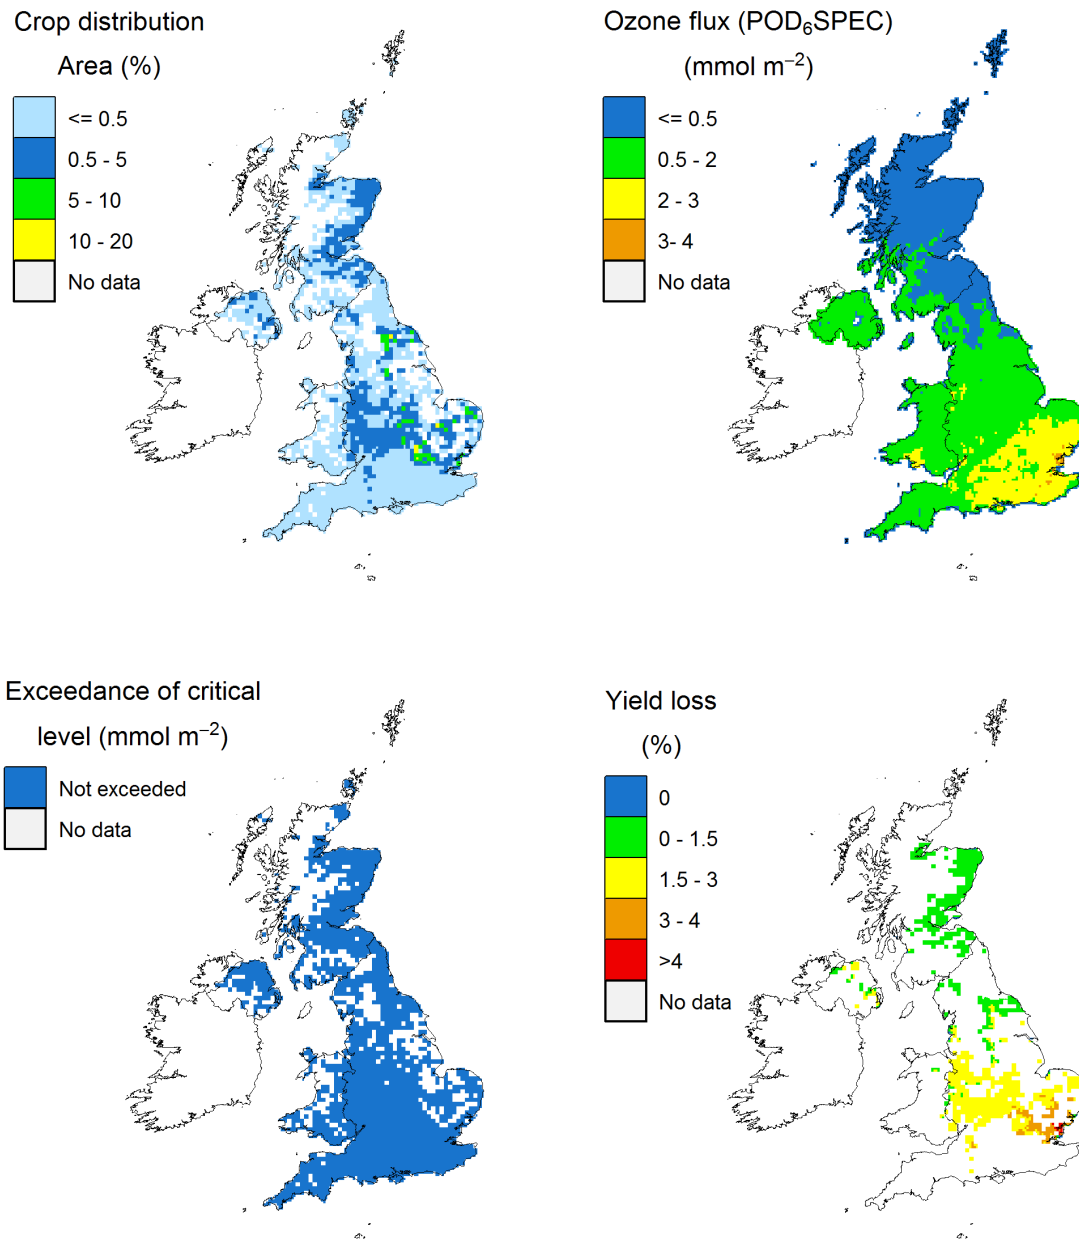 Crop distribution
Area (%)
<= 0.5
0.5 - 5
5 - 10
10 - 20
No data
Ozone flux (POD₆SPEC)
(mmol m⁻²)
<= 0.5
0.5 - 2
2 - 3
3- 4
No data
Exceedance of critical
level (mmol m⁻²)
Not exceeded
No data
Yield loss
(%)
0
0 - 1.5
1.5 - 3
3 - 4
>4
No data